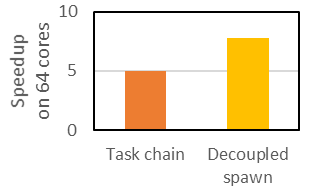 Speedup
on 64 cores
10
5
0
Task chain
Decoupled
spawn